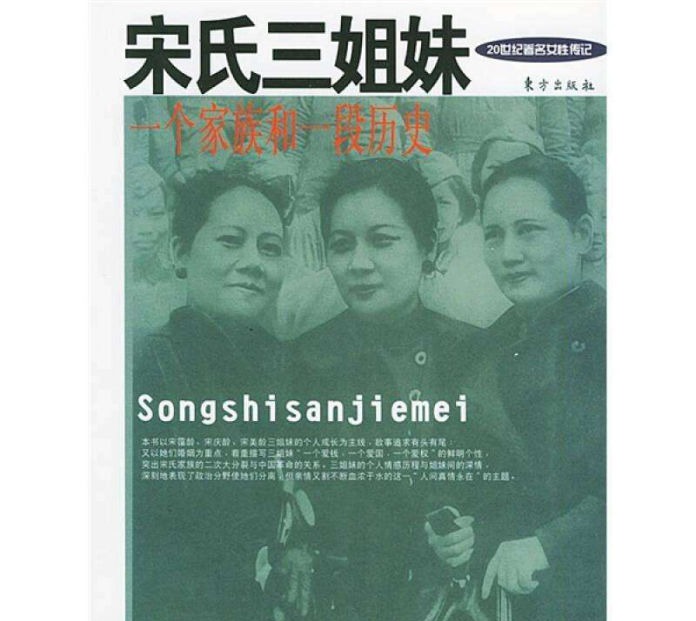 宋氏三姐妹
20世纪著名女性传记
东方出版社
一个家族和一段历史
Songshisanjiemei
本书以宋霭龄、宋庆龄、宋美龄三姐妹的个人成长为主线，叙事追求有头有尾；
又以她们婚姻为重点，着重描写三姐妹“一个爱钱，一个爱国，一个爱权”的鲜明个性，
突出宋氏家族的二次大分裂与中国革命的关系。三姐妹的个人情感历程与姐妹间的深情，
深刻地表现了政治分野使她们分离，但亲情又割不断血浓于水的这一“人间真情永在”的主题。